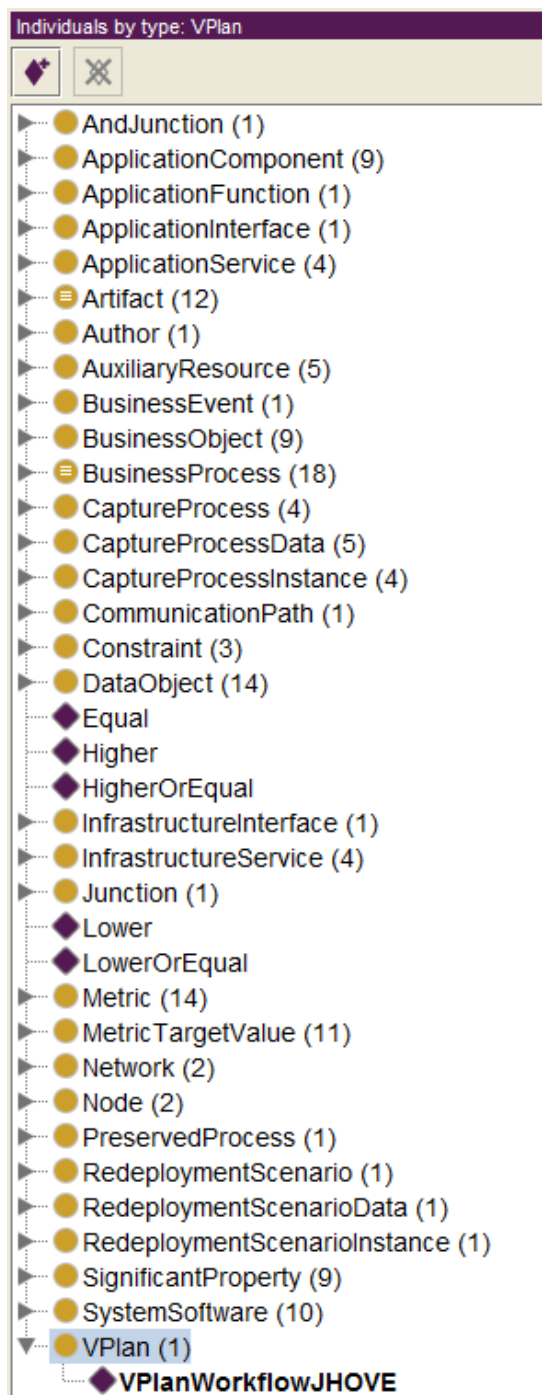 Individuals by type: VPlan
AndJunction (1)
ApplicationComponent (9)
ApplicationFunction (1)
ApplicationInterface (1)
ApplicationService (4)
Artifact (12)
Author (1)
AuxiliaryResource (5)
BusinessEvent (1)
BusinessObject (9)
BusinessProcess (18)
CaptureProcess (4)
CaptureProcessData (5)
CaptureProcessInstance (4)
CommunicationPath (1)
Constraint (3)
DataObject (14)
Equal
Higher
HigherOrEqual
InfrastructureInterface (1)
InfrastructureService (4)
Junction (1)
Lower
LowerOrEqual
Metric (14)
MetricTargetValue (11)
Network (2)
Node (2)
PreservedProcess (1)
RedeploymentScenario (1)
RedeploymentScenarioData (1)
RedeploymentScenarioInstance (1)
SignificantProperty (9)
SystemSoftware (10)
VPlan (1)
VPlanWorkflowJHOVE